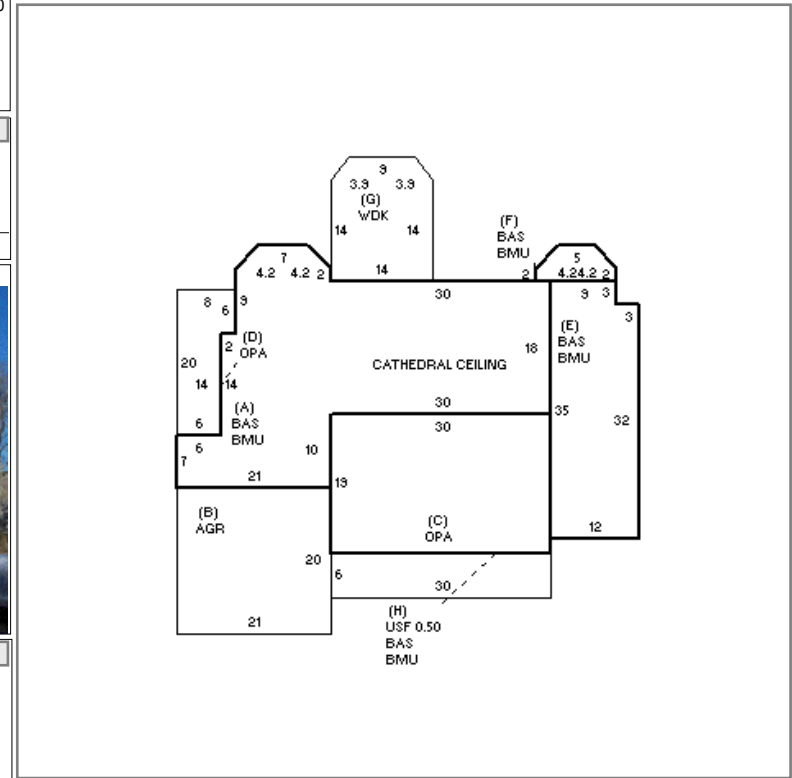 9
3.9 3.9
(G)
WDK
14 14
14
(F)
BAS
BMU
7
4.2 4.2 2
2
5
4.24.2 2
30
9 3
3
8
6
9
(D)
OPA
2
20
14 14
18
(E)
BAS
BMU
CATHEDRAL CEILING
30
30
35
32
(A)
BAS
BMU
6
6
7
10
21
19
(B)
AGR
(C)
OPA
12
20
6
30
21
(H)
USF 0.50
BAS
BMU